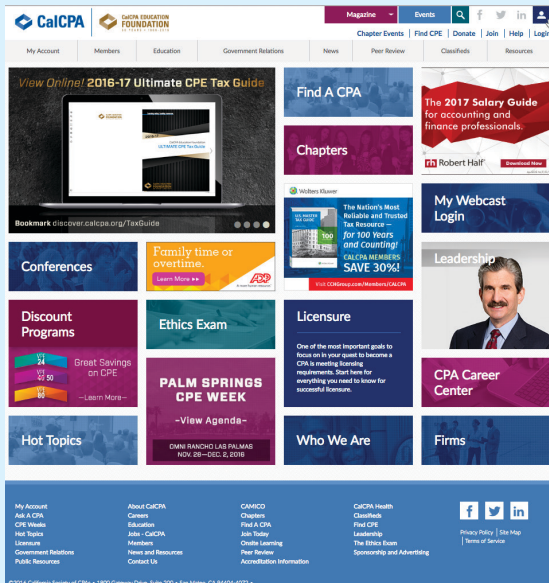 CalCPA
CALCPA EDUCATION
FOUNDATION
Magazine
Events
Chapter Events | Find CPE | Donate | Join | Help | Login
My Account
Members
Education
Government Relations
News
Peer Review
Classifieds
Resources
View Online! 2016-17 Ultimate CPE Tax Guide
ULTIMATE CPE TAX GUIDE
Bookmark discover.calcpa.org/TaxGuide
Find A CPA
Chapters
The 2017 Salary Guide
for accounting and
finance professionals.
rh Robert Half
Download Now
Wolters Kluwer
U.S. MASTER
TAX GUIDE
100
The Nation's Most
Reliable and Trusted
Tax Resource —
for 100 Years
and Counting!
CALCPA MEMBERS
SAVE 30%!
Visit CCHGroup.com/Members/CALCPA
My Webcast
Login
Conferences
Family time or
overtime.
Learn More
ADP
Leadership
Discount
Programs
24
40 50
80
Great Savings
on CPE
—Learn More—
Ethics Exam
Licensure
One of the most important goals to
focus on in your quest to become a
CPA is meeting licensing
requirements. Start here for
everything you need to know for
successful licensure.
PALM SPRINGS
CPE WEEK
-View Agenda-
OMNI RANCHO LAS PALMAS
NOV. 28—DEC. 2, 2016
CPA Career
Center
Hot Topics
Who We Are
Firms
My Account
Ask A CPA
CPE Weeks
Hot Topics
Licensure
Government Relations
Public Resources
About CalCPA
Careers
Education
Jobs - CalCPA
Members
News and Resources
Contact Us
CAMICO
Chapters
Find A CPA
Join Today
Onsite Learning
Peer Review
Accreditation Information
CalCPA Health
Classifieds
Find CPE
Leadership
The Ethics Exam
Sponsorship and Advertising
Privacy Policy | Site Map
| Terms of Service